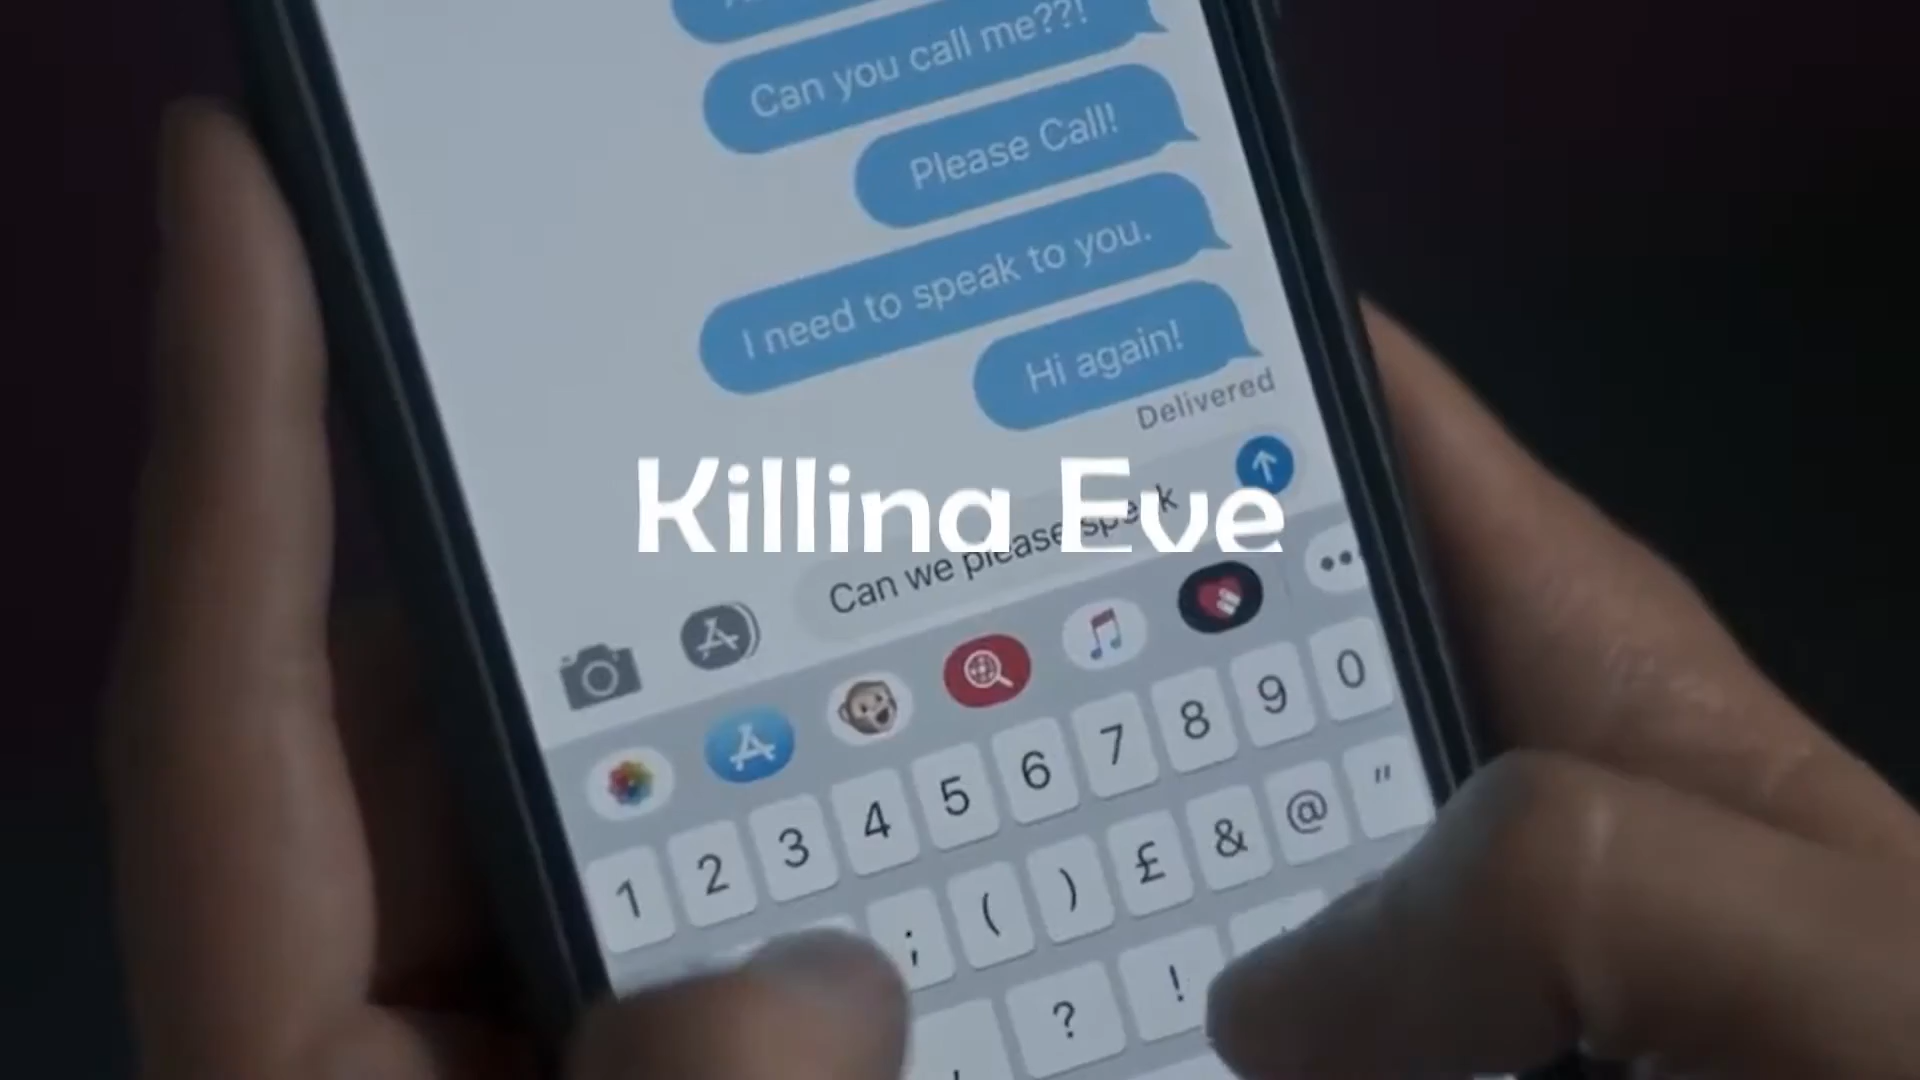 Can you call me??!
Please Call!
I need to speak to you.
Hi again!
Delivered
Killing Eve
Can we please speak
1 2 3 4 5 6 7 8 9 0
; ( ) £ & @ "
? !